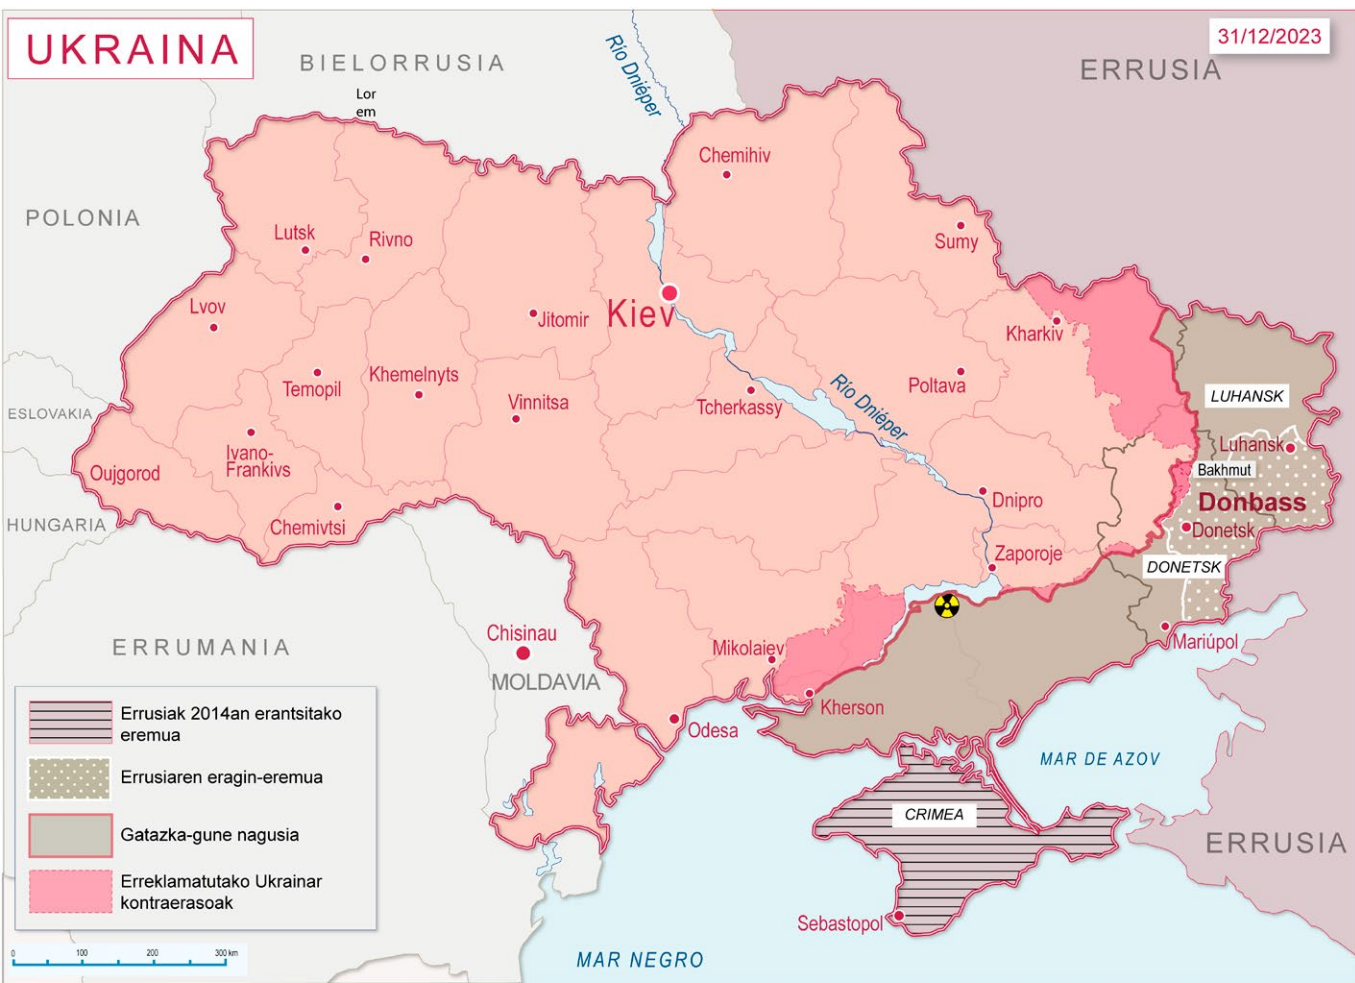 UKRAINA
31/12/2023
BIELORRUSIA
Río Dniéper
ERRUSIA
Lor
em
Chemihiv
POLONIA
Lutsk
Rivno
Sumy
Lvov
Jitomir
Kiev
Kharkiv
Temopil
Khemelnyts
Vinnitsa
Tcherkassy
Río Dniéper
Poltava
LUHANSK
ESLOVAKIA
Ivano-
Frankivs
Oujgorod
Luhansk
Bakhmut
Donbass
HUNGARIA
Chemivtsi
Dnipro
Donetsk
Zaporoje
DONETSK
ERRUMANIA
Chisinau
MOLDAVIA
Mikolaiev
Mariúpol
Kherson
Odesa
MAR DE AZOV
CRIMEA
ERRUSIA
Sebastopol
MAR NEGRO
Errusiak 2014an erantsitako
eremua
Errusiaren eragin-eremua
Gatazka-gune nagusia
Erreklamatutako Ukrainar
kontraerasoak
0 100 200 300 km